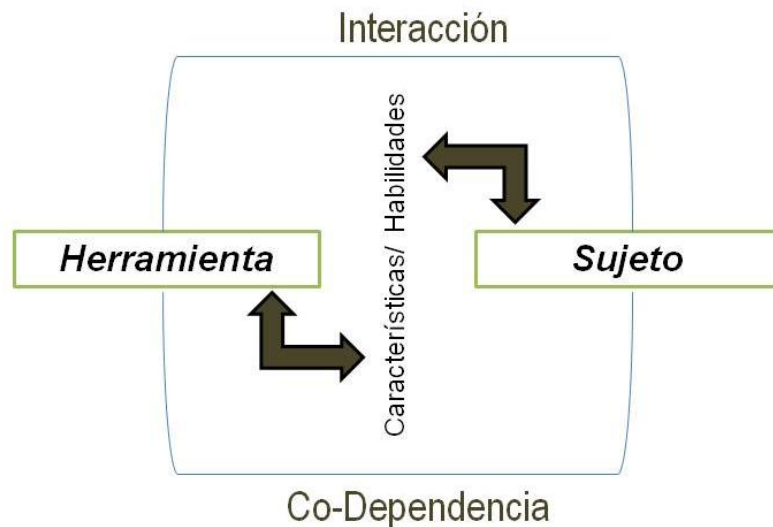 Interacción
Características/ Habilidades
Herramienta
Sujeto
Co-Dependencia